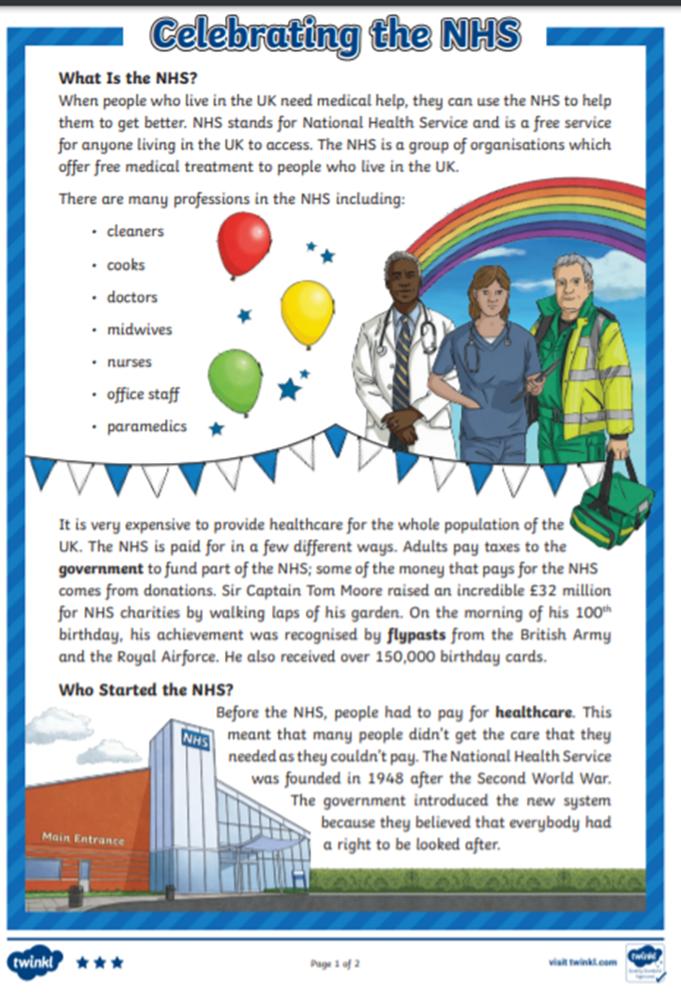 Celebrating the NHS
What Is the NHS?
When people who live in the UK need medical help, they can use the NHS to help
them to get better. NHS stands for National Health Service and is a free service
for anyone living in the UK to access. The NHS is a group of organisations which
offer free medical treatment to people who live in the UK.
There are many professions in the NHS including:
• cleaners
• cooks
• doctors
• midwives
• nurses
• office staff
• paramedics
It is very expensive to provide healthcare for the whole population of the
UK. The NHS is paid for in a few different ways. Adults pay taxes to the
government to fund part of the NHS; some of the money that pays for the NHS
comes from donations. Sir Captain Tom Moore raised an incredible £32 million
for NHS charities by walking laps of his garden. On the morning of his 100th
birthday, his achievement was recognised by flypasts from the British Army
and the Royal Airforce. He also received over 150,000 birthday cards.
Who Started the NHS?
Before the NHS, people had to pay for healthcare. This
meant that many people didn't get the care that they
needed as they couldn't pay. The National Health Service
was founded in 1948 after the Second World War.
The government introduced the new system
because they believed that everybody had
a right to be looked after.
NHS
Main Entrance
twinkl
Page 1 of 2
visit twinkl.com
twinkl